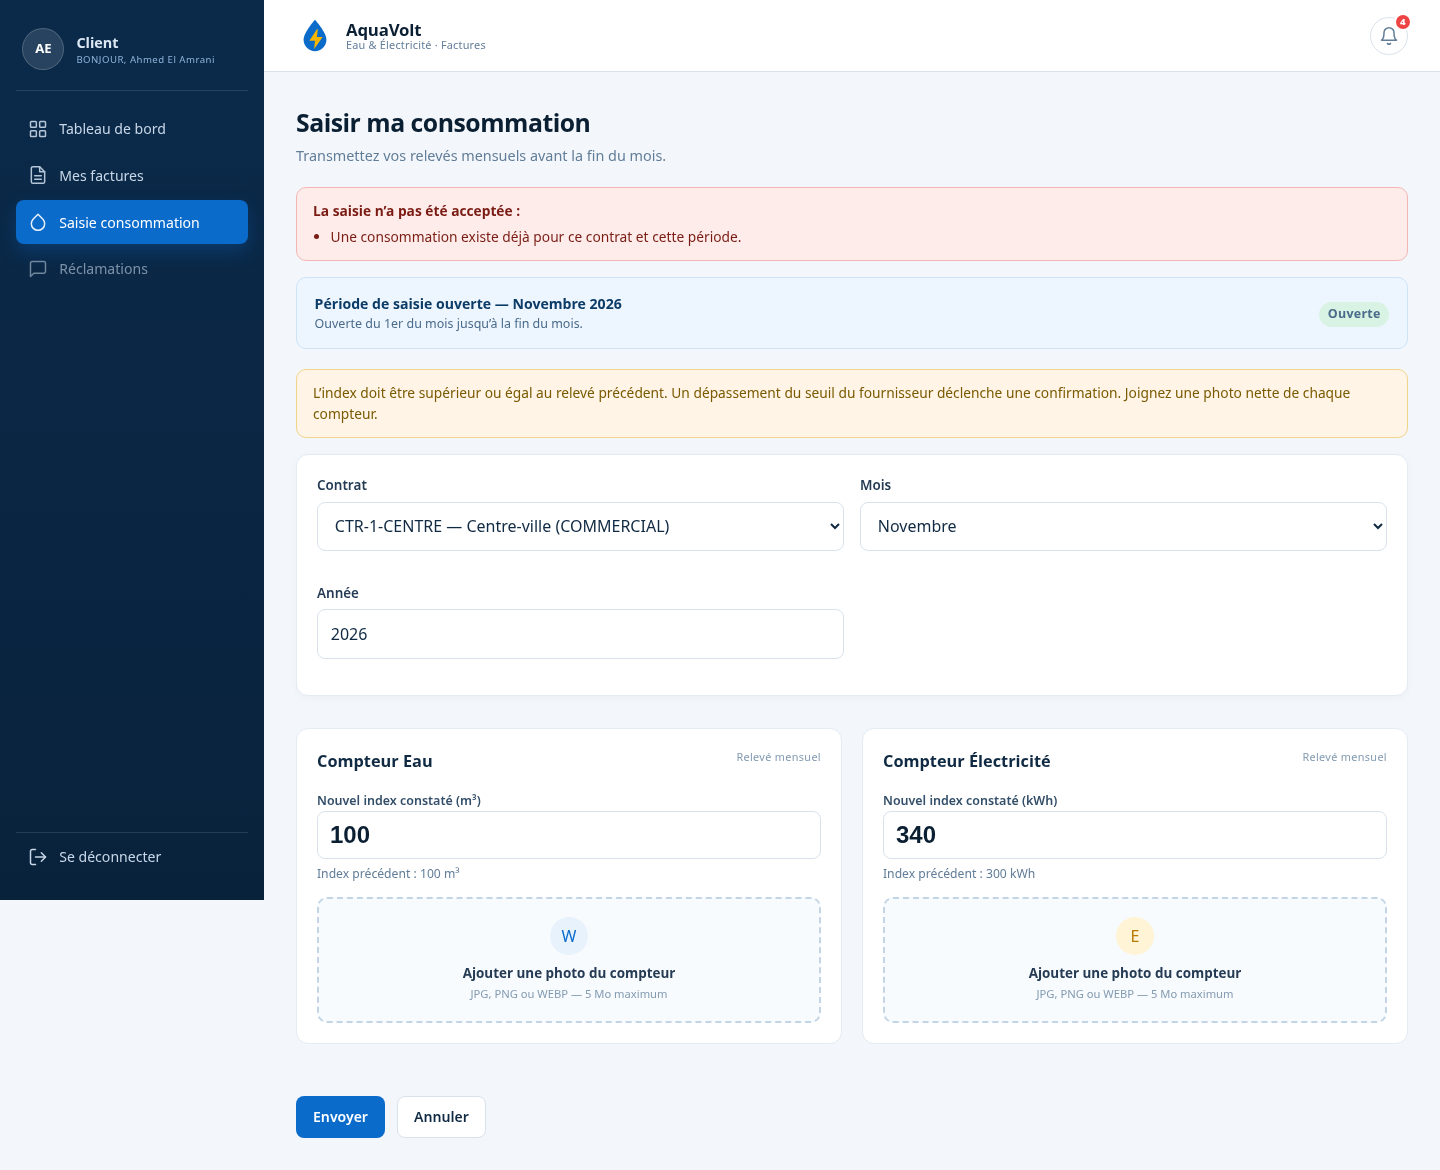 AE
Client
BONJOUR, Ahmed El Amrani
Tableau de bord
Mes factures
Saisie consommation
Réclamations
Se déconnecter
AquaVolt
Eau & Électricité · Factures
4
Saisir ma consommation
Transmettez vos relevés mensuels avant la fin du mois.
La saisie n’a pas été acceptée :
• Une consommation existe déjà pour ce contrat et cette période.
Période de saisie ouverte — Novembre 2026
Ouverte du 1er du mois jusqu’à la fin du mois.
Ouverte
L’index doit être supérieur ou égal au relevé précédent. Un dépassement du seuil du fournisseur déclenche une confirmation. Joignez une photo nette de chaque
compteur.
Contrat
CTR-1-CENTRE — Centre-ville (COMMERCIAL)
Mois
Novembre
Année
2026
Compteur Eau
Relevé mensuel
Nouvel index constaté (m³)
100
Index précédent : 100 m³
W
Ajouter une photo du compteur
JPG, PNG ou WEBP — 5 Mo maximum
Compteur Électricité
Relevé mensuel
Nouvel index constaté (kWh)
340
Index précédent : 300 kWh
E
Ajouter une photo du compteur
JPG, PNG ou WEBP — 5 Mo maximum
Envoyer
Annuler